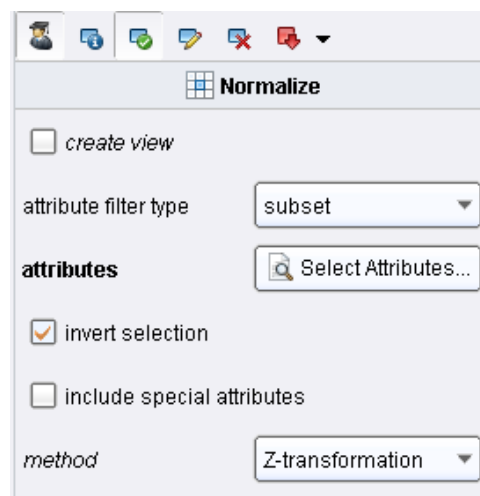 Normalize
create view
attribute filter type subset
attributes Select Attributes...
invert selection
include special attributes
method Z-transformation